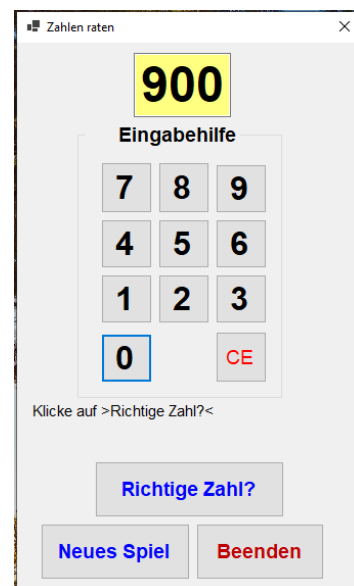 Zahlen raten
900
Eingabehilfe
7 8 9
4 5 6
1 2 3
0 CE
Klicke auf >Richtige Zahl?<
Richtige Zahl?
Neues Spiel Beenden